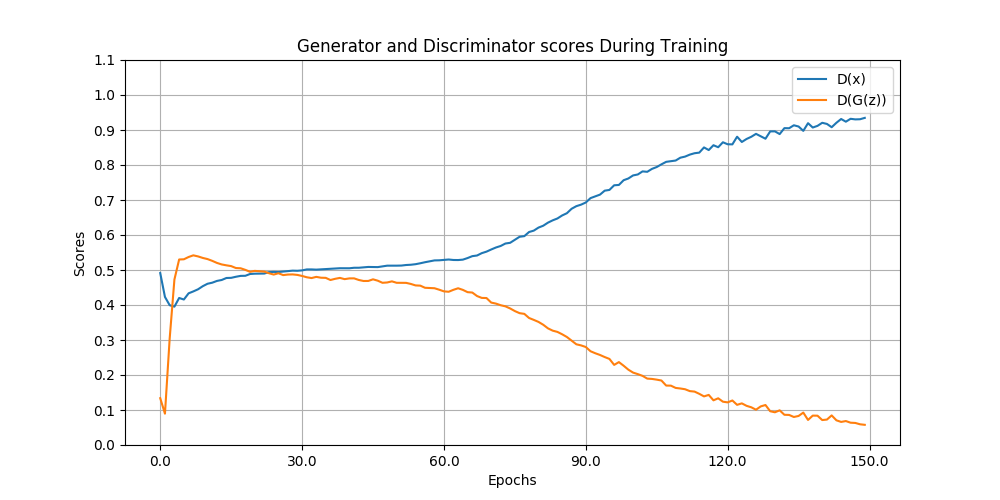 Generator and Discriminator scores During Training
D(x)
D(G(z))
Scores
1.1
1.0
0.9
0.8
0.7
0.6
0.5
0.4
0.3
0.2
0.1
0.0
0.0 30.0 60.0 90.0 120.0 150.0
Epochs